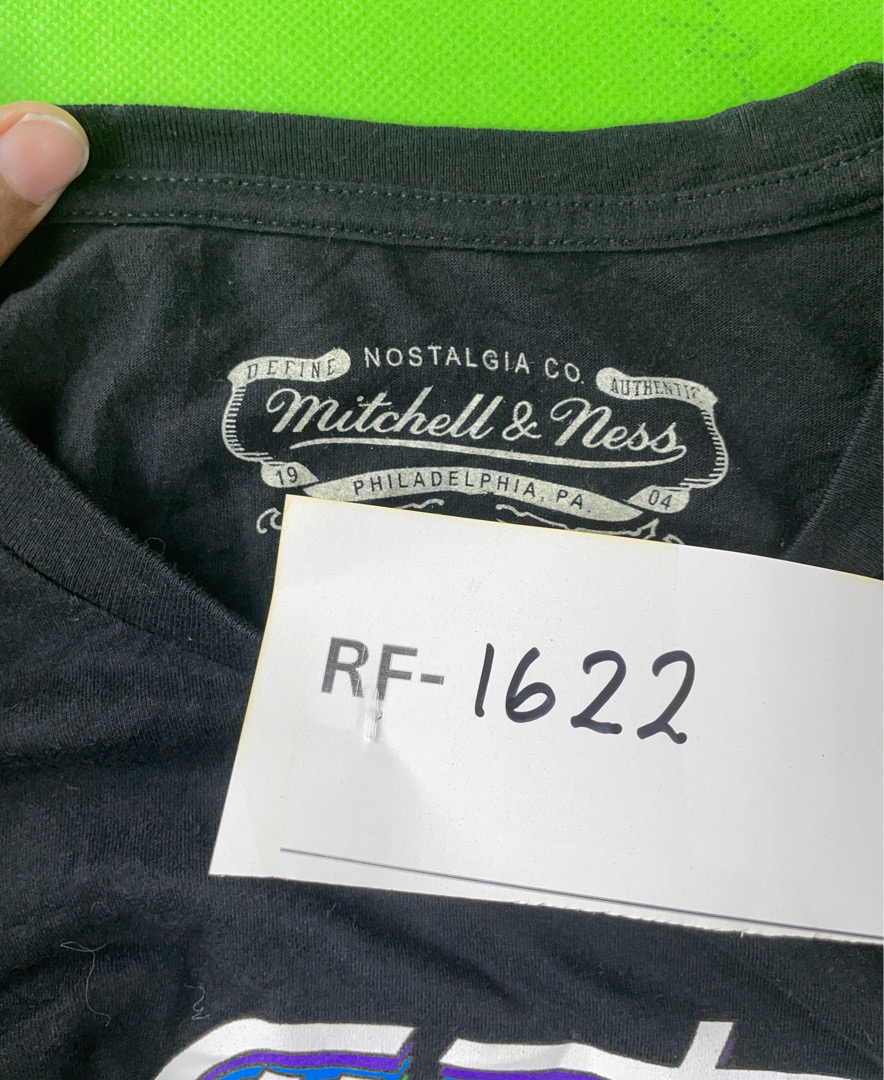 NOSTALGIA CO.
DEFINE AUTHENTIC
Mitchell & Ness
19 PHILADELPHIA, PA. 04
RF-1622